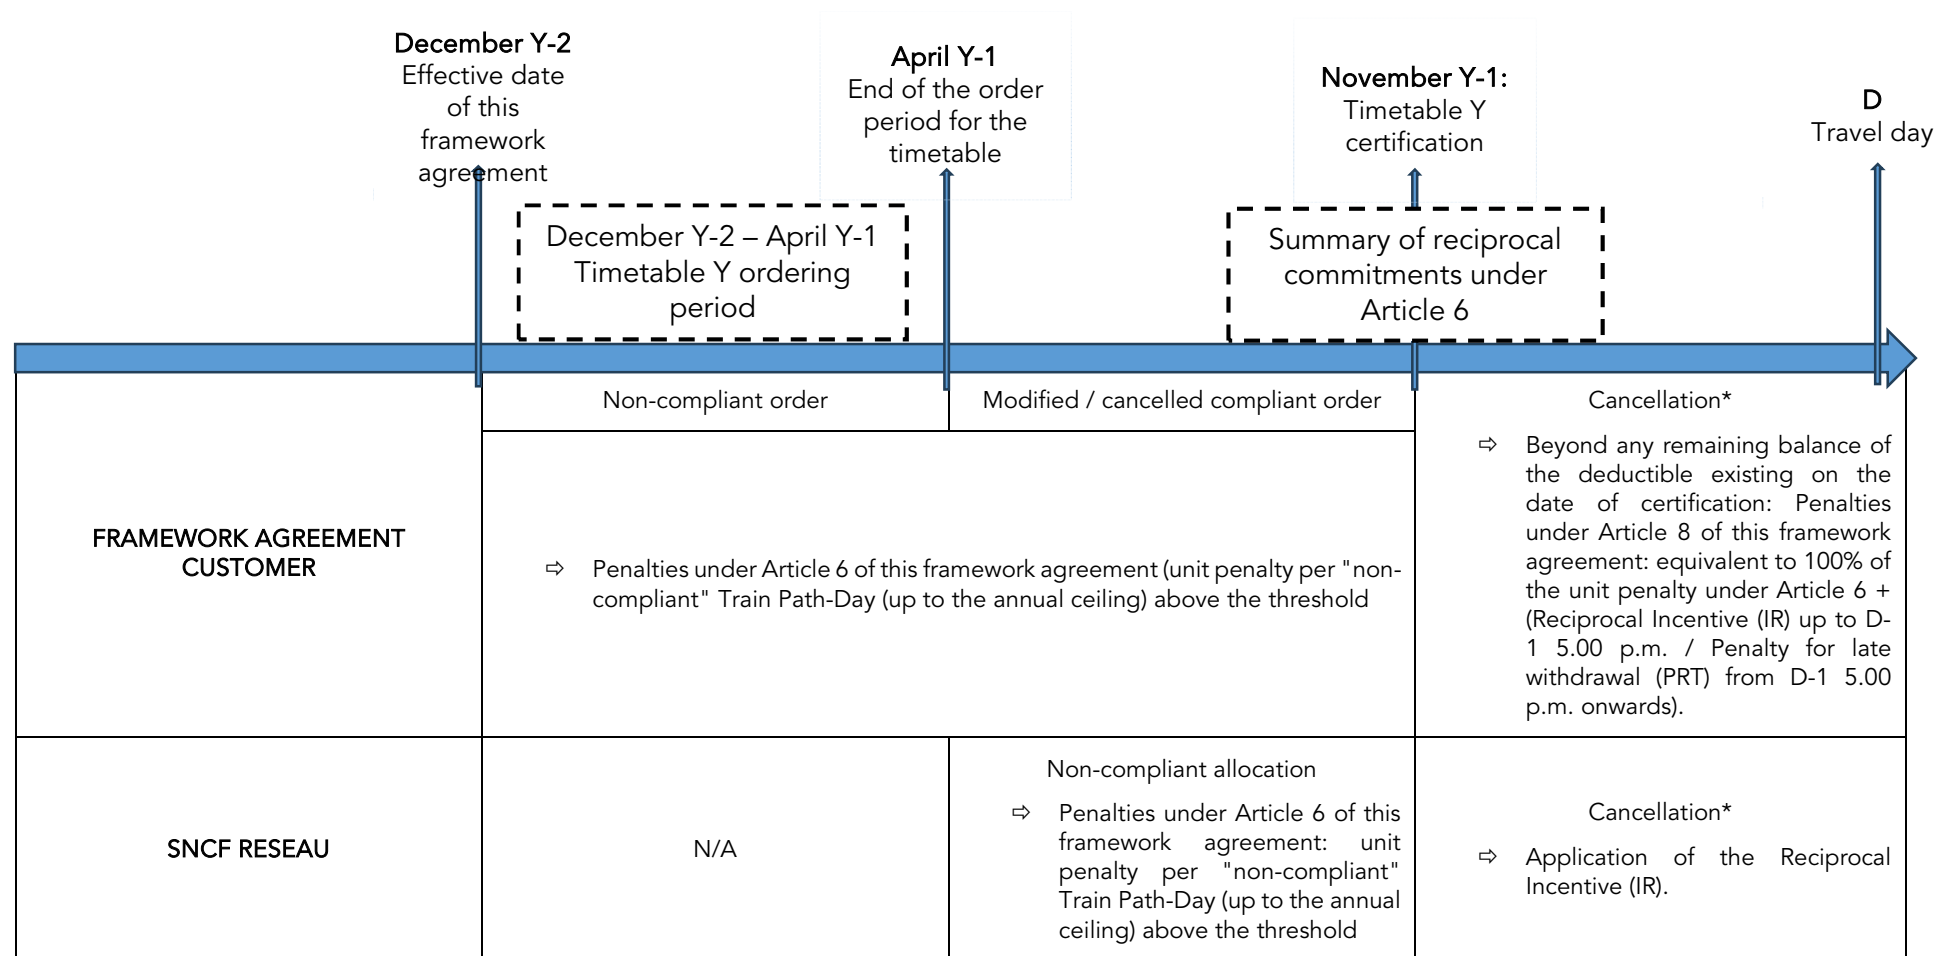 December Y-2
Effective date
of this
framework
agreement
April Y-1
End of the order
period for the
timetable
November Y-1:
Timetable Y
certification
D
Travel day
December Y-2 – April Y-1
Timetable Y ordering
period
Summary of reciprocal
commitments under
Article 6
FRAMEWORK AGREEMENT
CUSTOMER
Non-compliant order
Modified / cancelled compliant order
⇨ Penalties under Article 6 of this framework agreement (unit penalty per "non-
compliant" Train Path-Day (up to the annual ceiling) above the threshold
Cancellation*
⇨ Beyond any remaining balance of
the deductible existing on the
date of certification: Penalties
under Article 8 of this framework
agreement: equivalent to 100% of
the unit penalty under Article 6 +
(Reciprocal Incentive (IR) up to D-
1 5.00 p.m. / Penalty for late
withdrawal (PRT) from D-1 5.00
p.m. onwards).
SNCF RESEAU
N/A
Non-compliant allocation
⇨ Penalties under Article 6 of this
framework agreement: unit
penalty per "non-compliant"
Train Path-Day (up to the annual
ceiling) above the threshold
Cancellation*
⇨ Application of the Reciprocal
Incentive (IR).